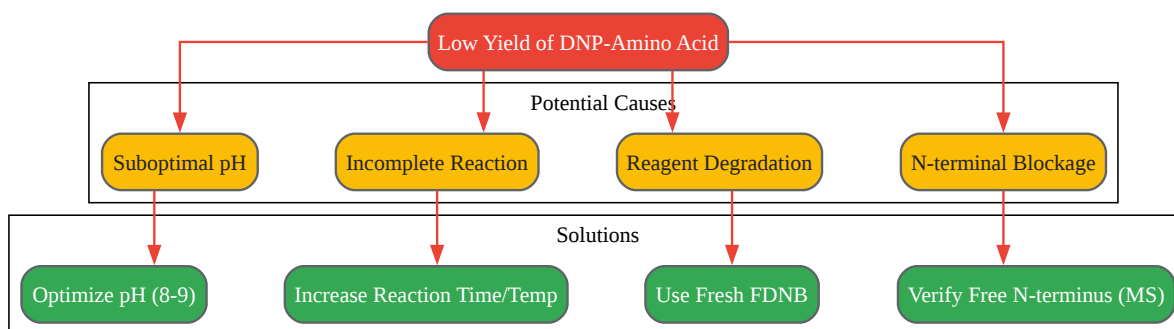 Low Yield of DNP-Amino Acid
Potential Causes
Suboptimal pH
Incomplete Reaction
Reagent Degradation
N-terminal Blockage
Solutions
Optimize pH (8-9)
Increase Reaction Time/Temp
Use Fresh FDNB
Verify Free N-terminus (MS)